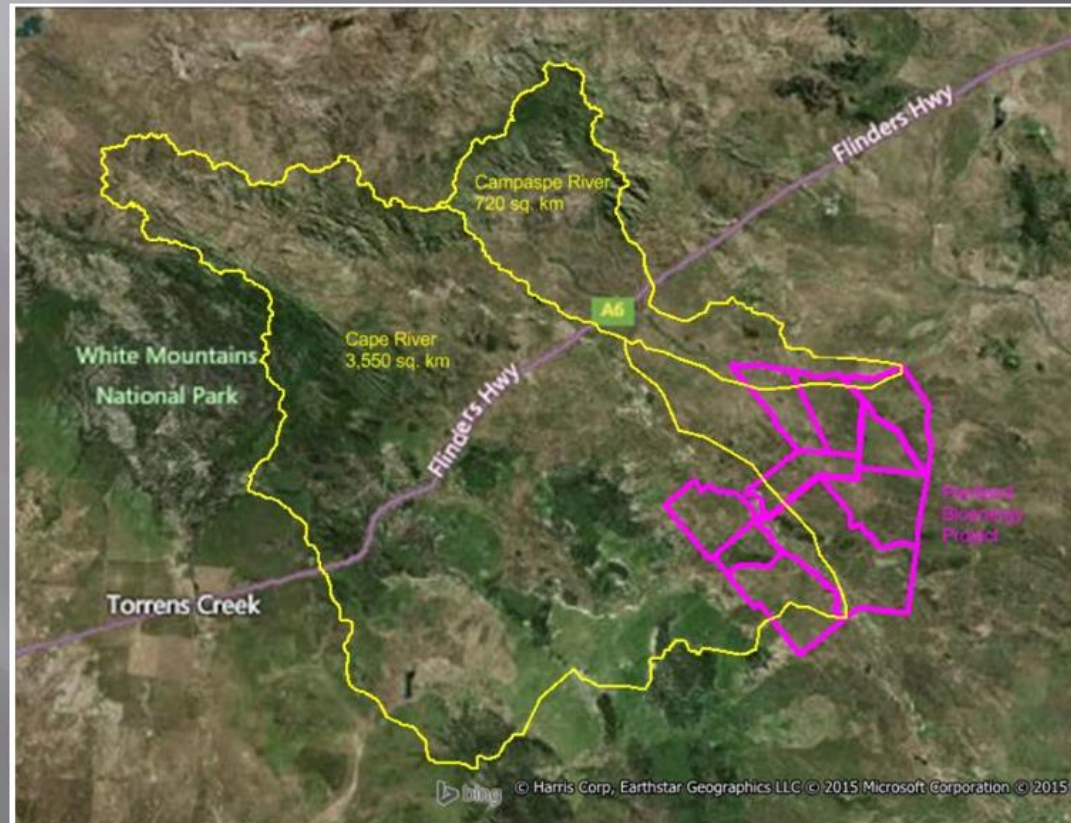 Flinders Hwy
Campaspe River
720 sq. km
A6
Cape River
3,550 sq. km
White Mountains
National Park
Flinders Hwy
Bioenergy
Project
Torrens Creek
bing © Harris Corp, Earthstar Geographics LLC © 2015 Microsoft Corporation © 2015